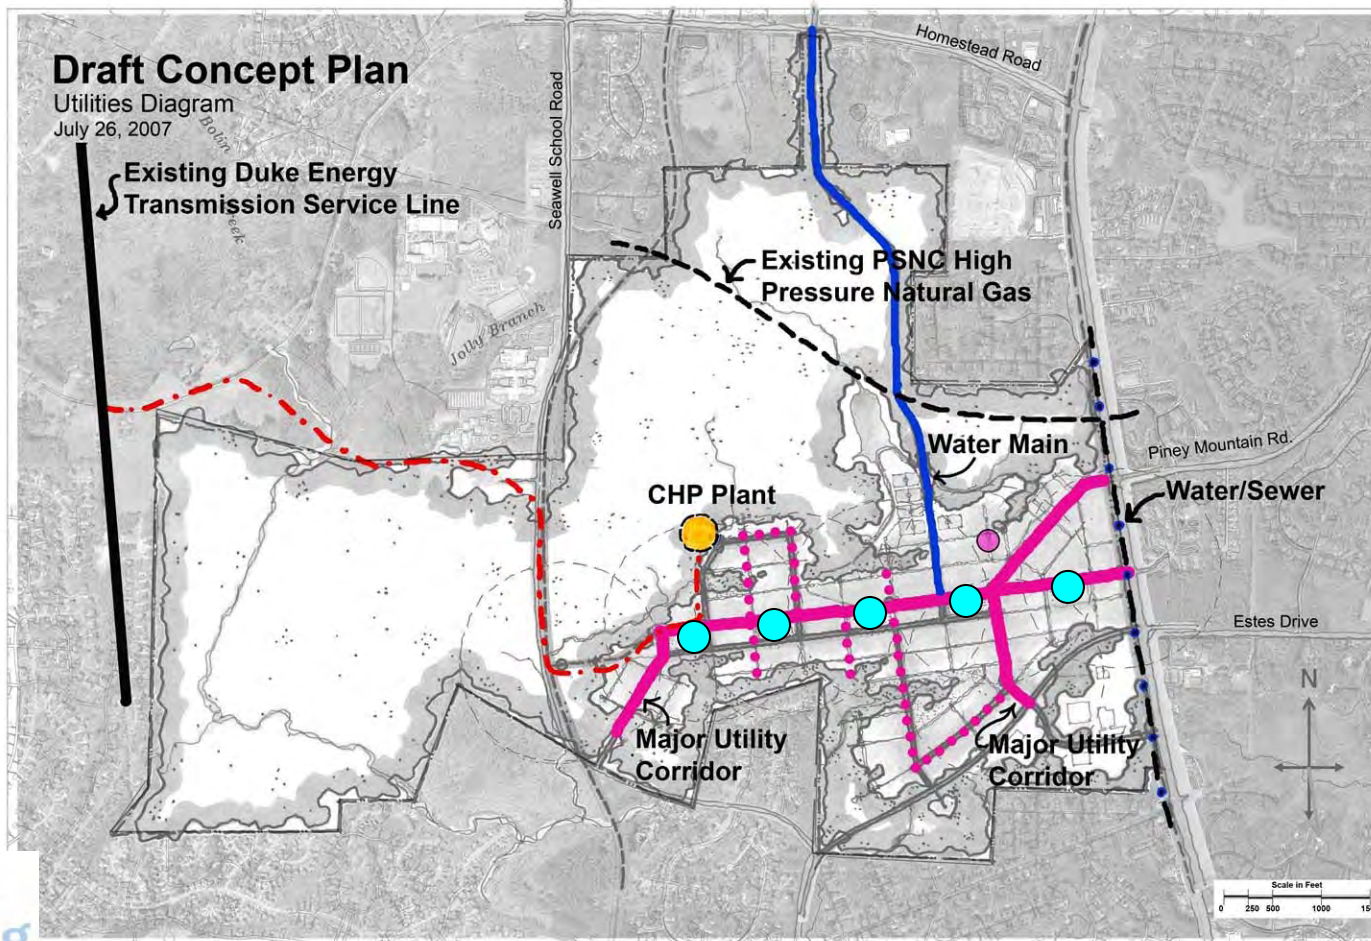 Draft Concept Plan
Utilities Diagram
July 26, 2007
Bolin
Creek
Existing Duke Energy
Transmission Service Line
Seawell School Road
Homestead Road
Existing PSNC High
Pressure Natural Gas
Jolly Branch
Water Main
Piney Mountain Rd.
Water/Sewer
CHP Plant
Estes Drive
N
Major Utility
Corridor
Major Utility
Corridor
Scale in Feet
0 250 500 1000
g